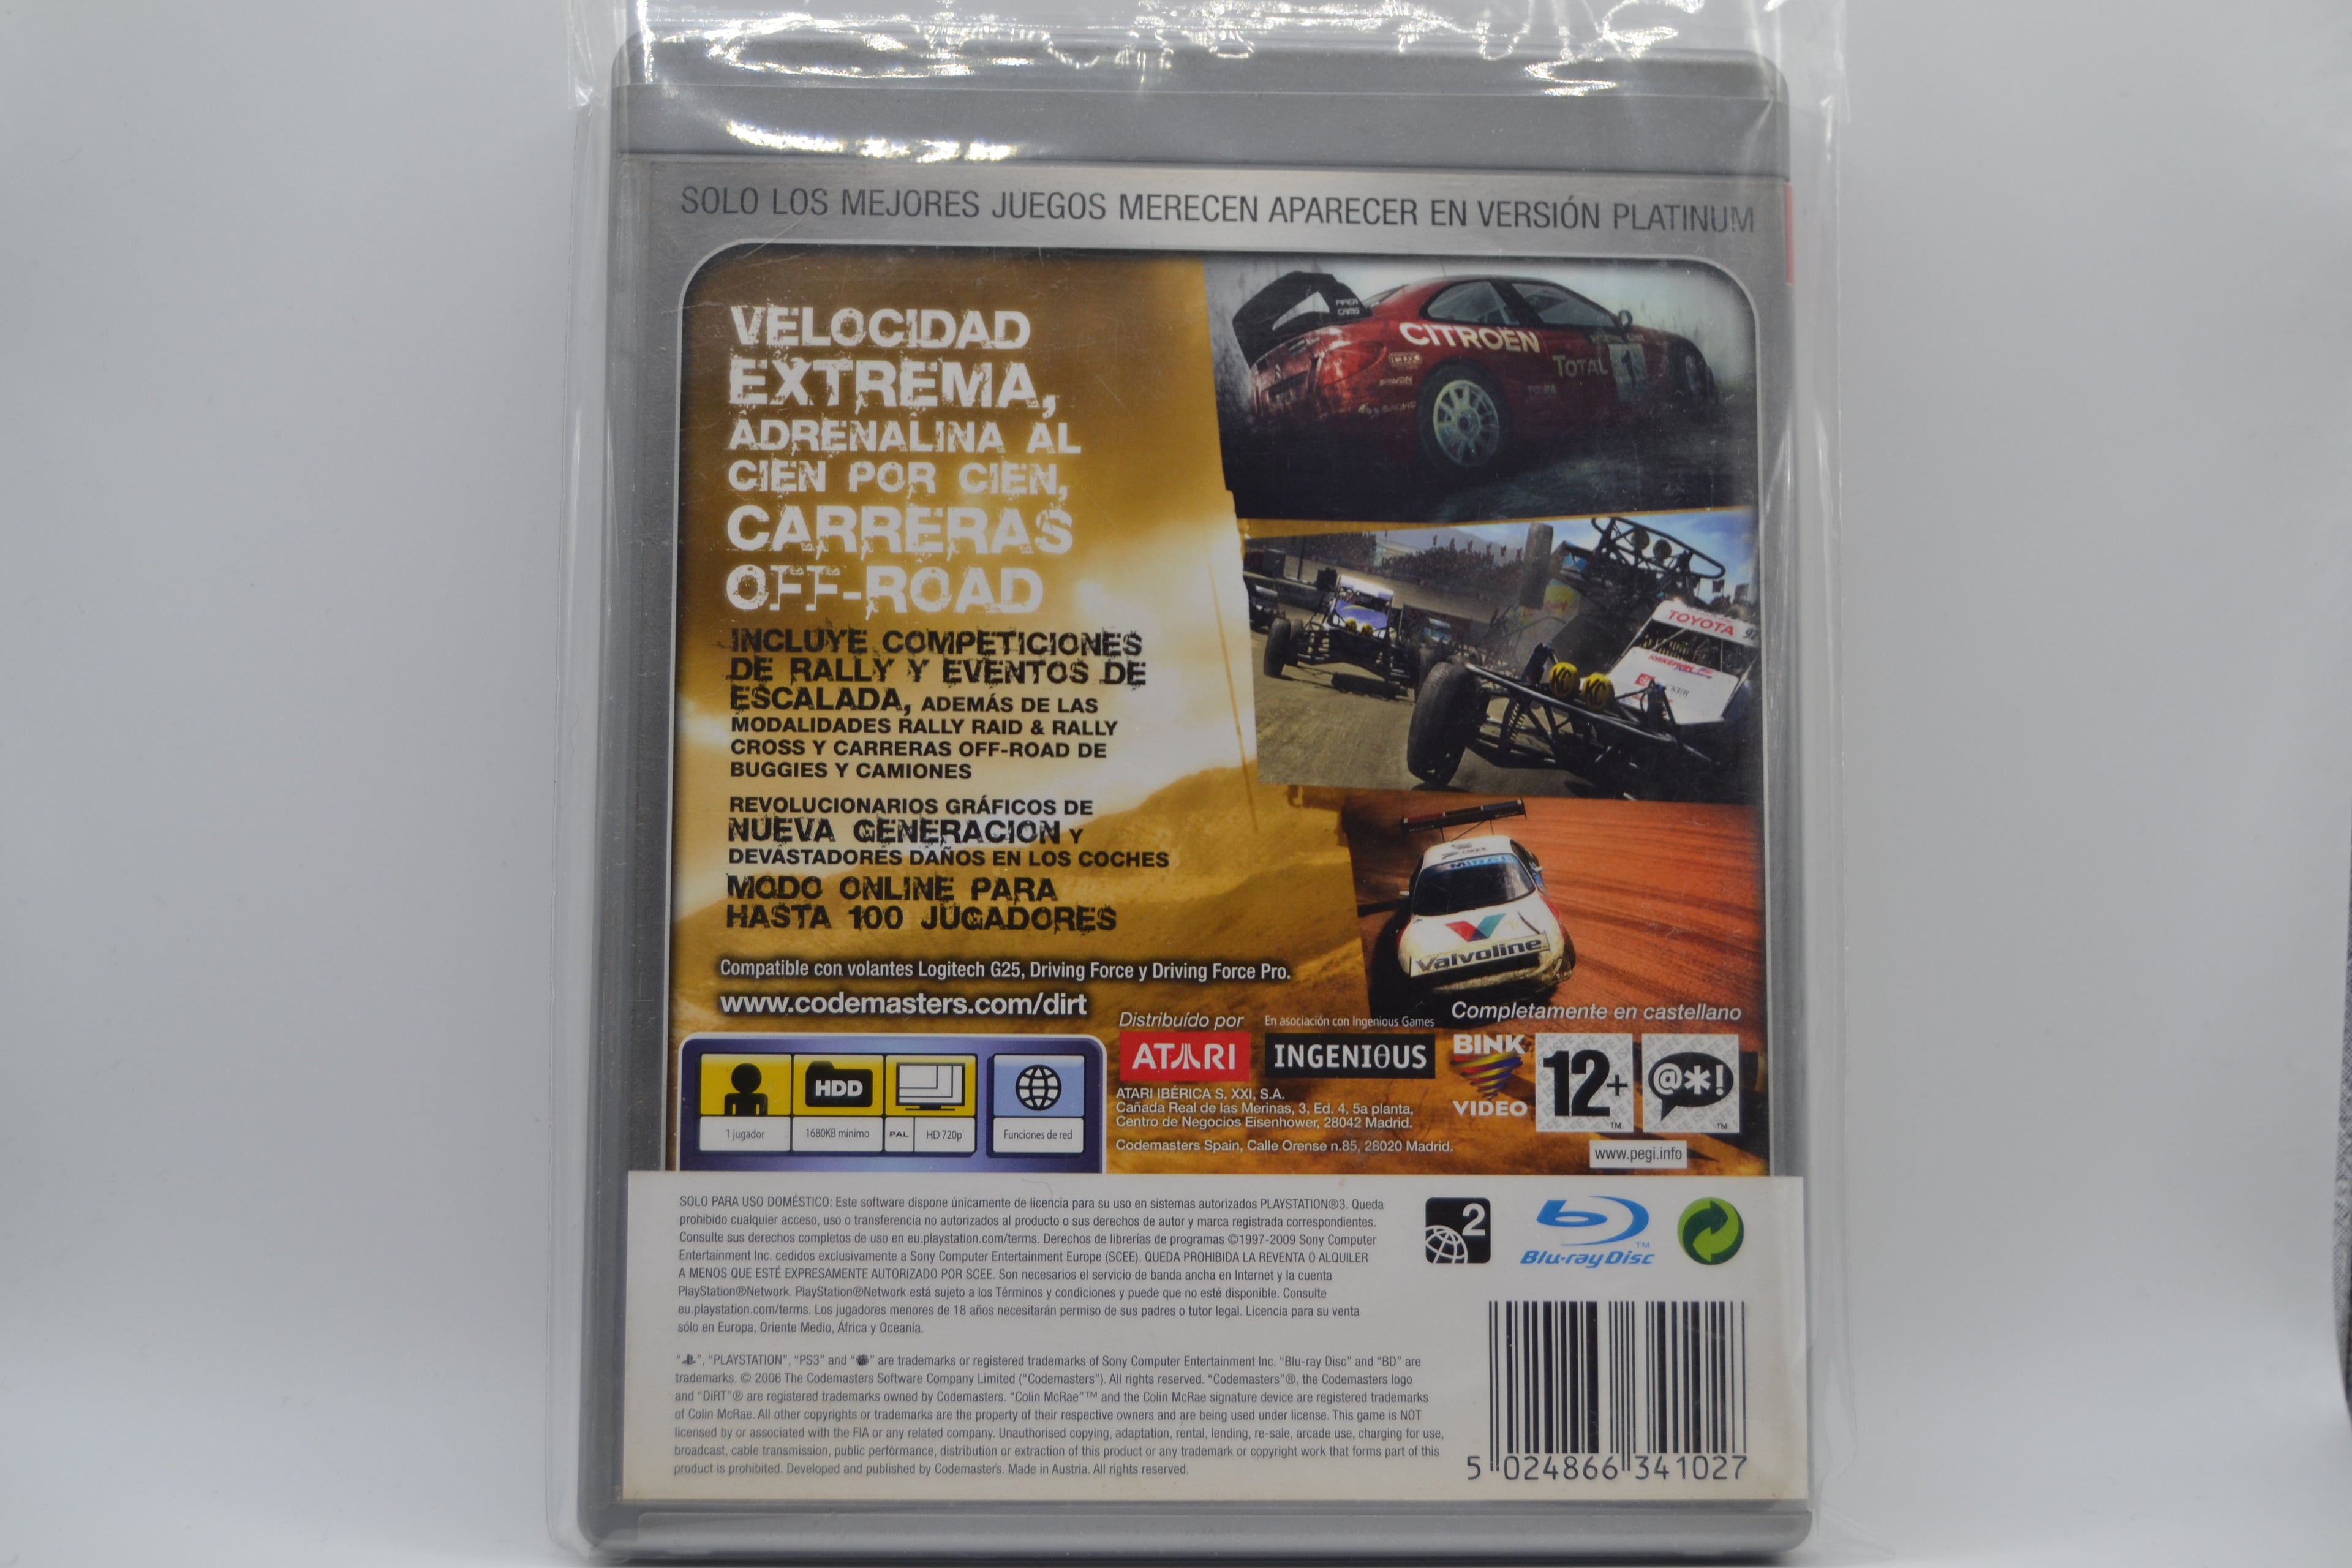 SOLO LOS MEJORES JUEGOS MERECEN APARECER EN VERSIÓN PLATINUM
VELOCIDAD
EXTREMA,
ADRENALINA AL
CIEN POR CIEN,
CARRERAS
OFF-ROAD
INCLUYE COMPETICIONES
DE RALLY Y EVENTOS DE
ESCALADA, ADEMÁS DE LAS
MODALIDADES RALLY RAID & RALLY
CROSS Y CARRERAS OFF-ROAD DE
BUGGIES Y CAMIONES
REVOLUCIONARIOS GRÁFICOS DE
NUEVA GENERACION Y
DEVASTADORES DAÑOS EN LOS COCHES
MODO ONLINE PARA
HASTA 100 JUGADORES
PIPER
CAMS
CITROËN
TOTAL
1
TOYOTA
KC KC
Valvoline
Compatible con volantes Logitech G25, Driving Force y Driving Force Pro.
www.codemasters.com/dirt
Distribuído por
En asociación con Ingenious Games
Completamente en castellano
ATARI
INGENIOUS
BINK
VIDEO
12+
TM
@*!
TM
www.pegi.info
HDD
1 jugador
1680KB minimo
PAL
HD 720p
Funciones de red
ATARI IBÉRICA S. XXI, S.A.
Cañada Real de las Merinas, 3, Ed. 4, 5a planta,
Centro de Negocios Eisenhower, 28042 Madrid.
Codemasters Spain, Calle Orense n.85, 28020 Madrid.
SOLO PARA USO DOMÉSTICO: Este software dispone únicamente de licencia para su uso en sistemas autorizados PLAYSTATION®3. Queda
prohibido cualquier acceso, uso o transferencia no autorizados al producto o sus derechos de autor y marca registrada correspondientes.
Consulte sus derechos completos de uso en eu.playstation.com/terms. Derechos de librerías de programas ©1997-2009 Sony Computer
Entertainment Inc. cedidos exclusivamente a Sony Computer Entertainment Europe (SCEE). QUEDA PROHIBIDA LA REVENTA O ALQUILER
A MENOS QUE ESTÉ EXPRESAMENTE AUTORIZADO POR SCEE. Son necesarios el servicio de banda ancha en Internet y la cuenta
PlayStation®Network. PlayStation®Network está sujeto a los Términos y condiciones y puede que no esté disponible. Consulte
eu.playstation.com/terms. Los jugadores menores de 18 años necesitarán permiso de sus padres o tutor legal. Licencia para su venta
sólo en Europa, Oriente Medio, África y Oceanía.
2
Blu-ray Disc
TM
"", "PLAYSTATION", "PS3" and "" are trademarks or registered trademarks of Sony Computer Entertainment Inc. "Blu-ray Disc" and "BD" are
trademarks. © 2006 The Codemasters Software Company Limited ("Codemasters"). All rights reserved. "Codemasters"®, the Codemasters logo
and "DiRT"® are registered trademarks owned by Codemasters. "Colin McRae"™ and the Colin McRae signature device are registered trademarks
of Colin McRae. All other copyrights or trademarks are the property of their respective owners and are being used under license. This game is NOT
licensed by or associated with the FIA or any related company. Unauthorised copying, adaptation, rental, lending, re-sale, arcade use, charging for use,
broadcast, cable transmission, public performance, distribution or extraction of this product or any trademark or copyright work that forms part of this
product is prohibited. Developed and published by Codemasters. Made in Austria. All rights reserved.
5 024866 341027